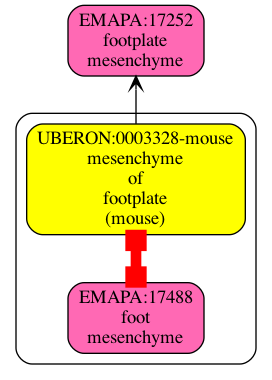 EMAPA:17252
footplate
mesenchyme
UBERON:0003328-mouse
mesenchyme
of
footplate
(mouse)
EMAPA:17488
foot
mesenchyme